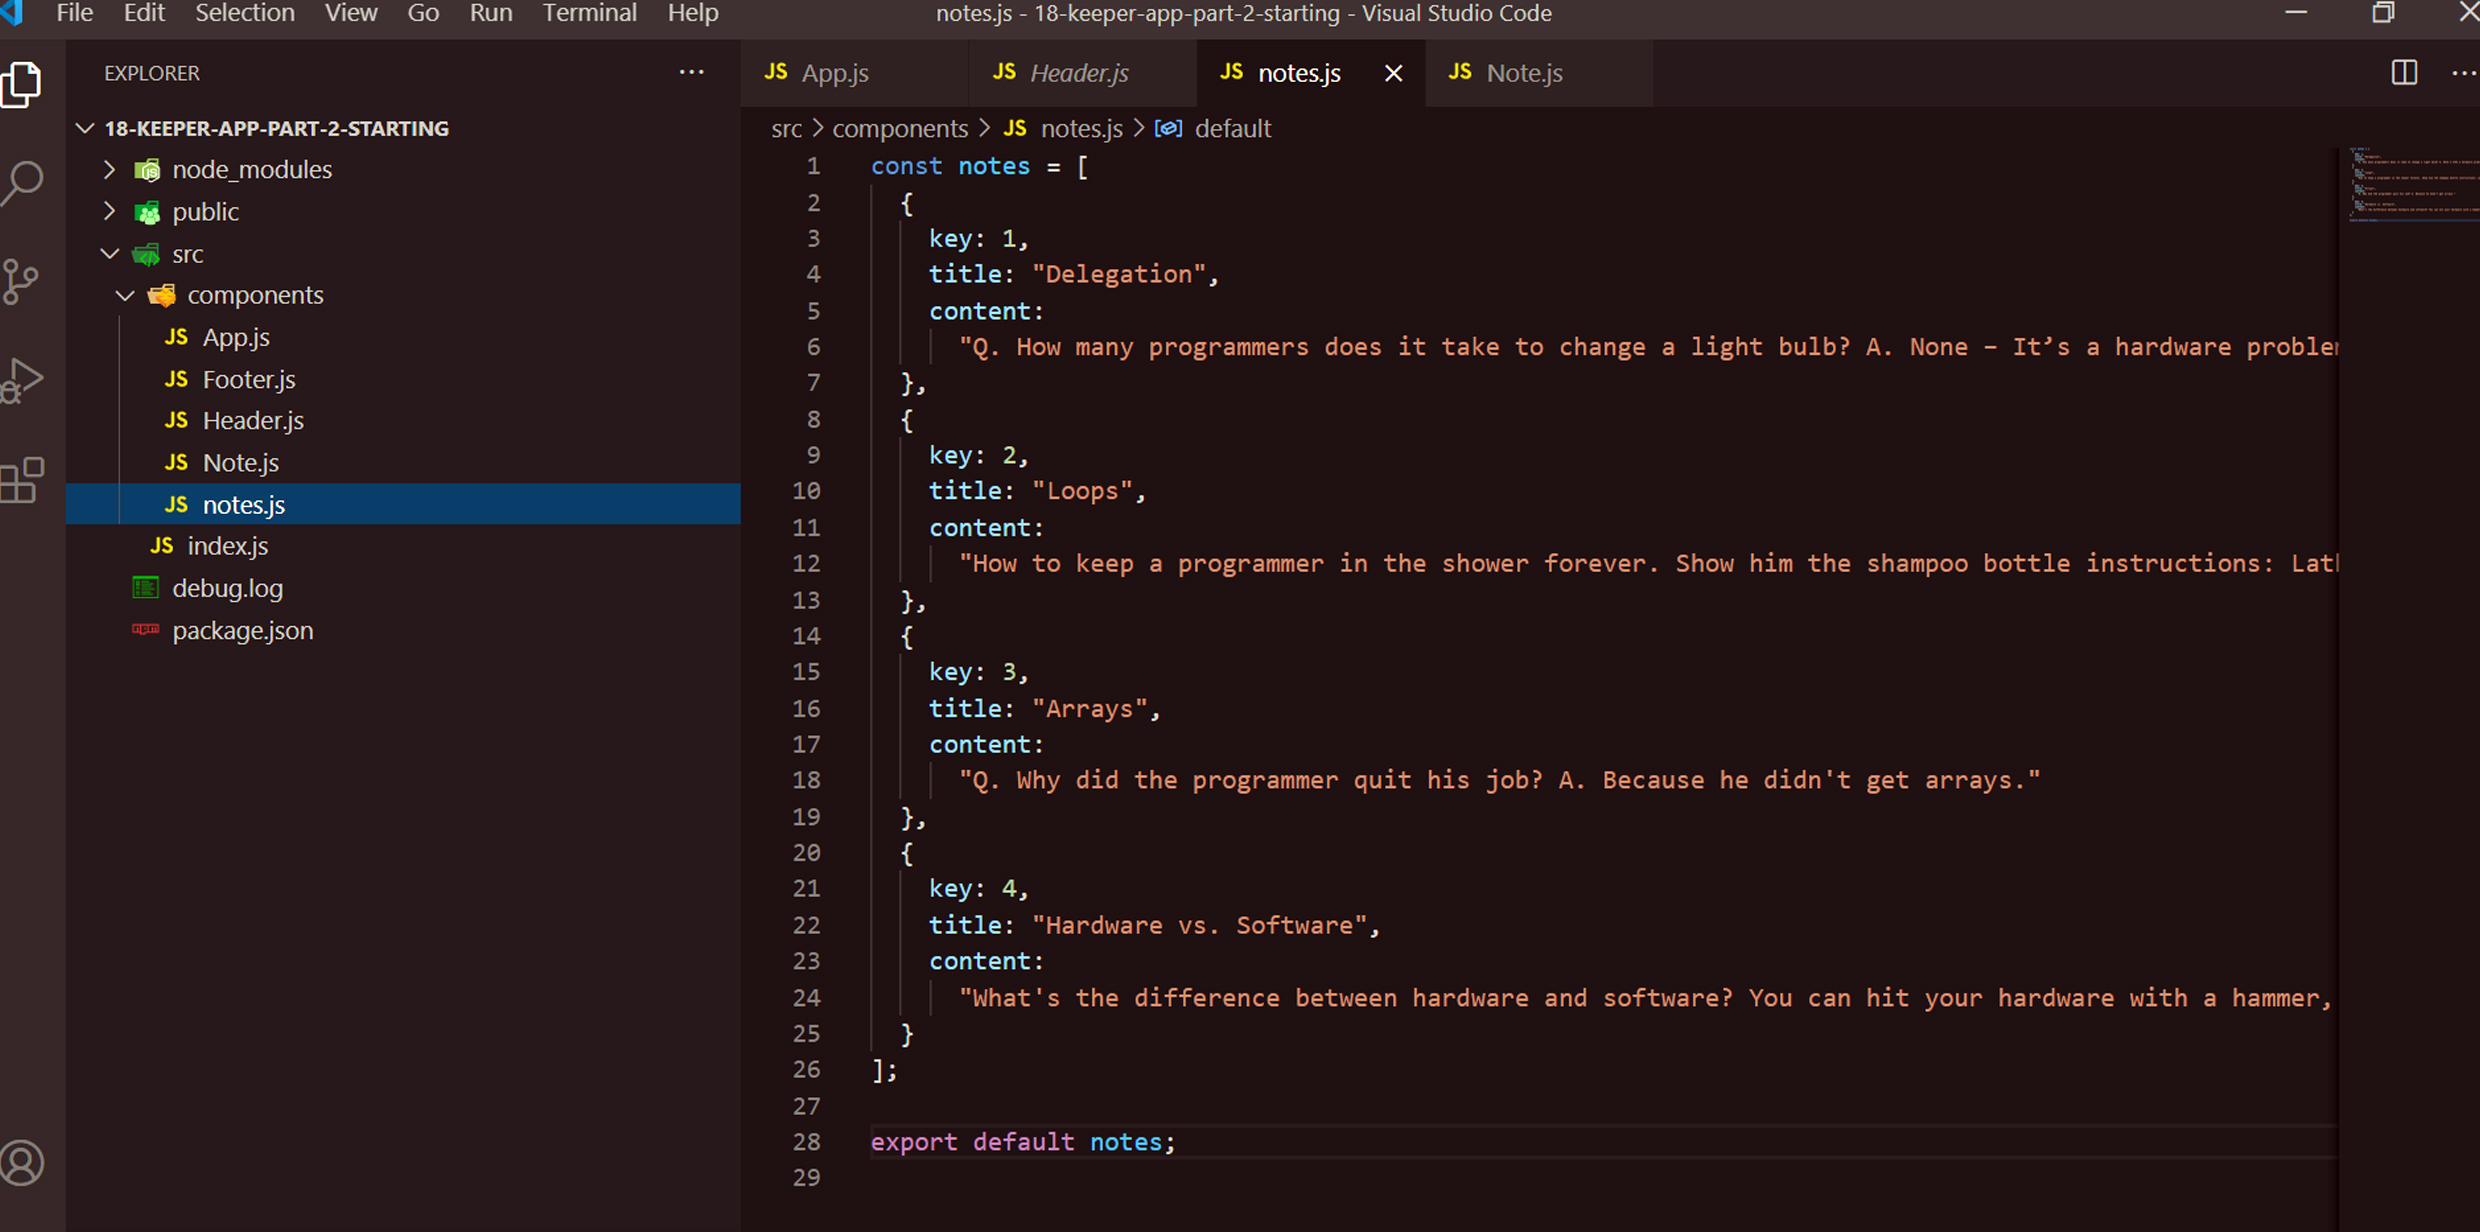 File Edit Selection View Go Run Terminal Help notes.js - 18-keeper-app-part-2-starting - Visual Studio Code
EXPLORER
18-KEEPER-APP-PART-2-STARTING
node_modules
public
src
components
JS App.js
JS Footer.js
JS Header.js
JS Note.js
JS notes.js
JS index.js
debug.log
package.json
JS App.js JS Header.js JS notes.js JS Note.js
src > components > JS notes.js > default
1 const notes = [
2 {
3 key: 1,
4 title: "Delegation",
5 content:
6 "Q. How many programmers does it take to change a light bulb? A. None – It’s a hardware problem
7 },
8 {
9 key: 2,
10 title: "Loops",
11 content:
12 "How to keep a programmer in the shower forever. Show him the shampoo bottle instructions: Lath
13 },
14 {
15 key: 3,
16 title: "Arrays",
17 content:
18 "Q. Why did the programmer quit his job? A. Because he didn't get arrays."
19 },
20 {
21 key: 4,
22 title: "Hardware vs. Software",
23 content:
24 "What's the difference between hardware and software? You can hit your hardware with a hammer,
25 }
26 ];
27
28 export default notes;
29